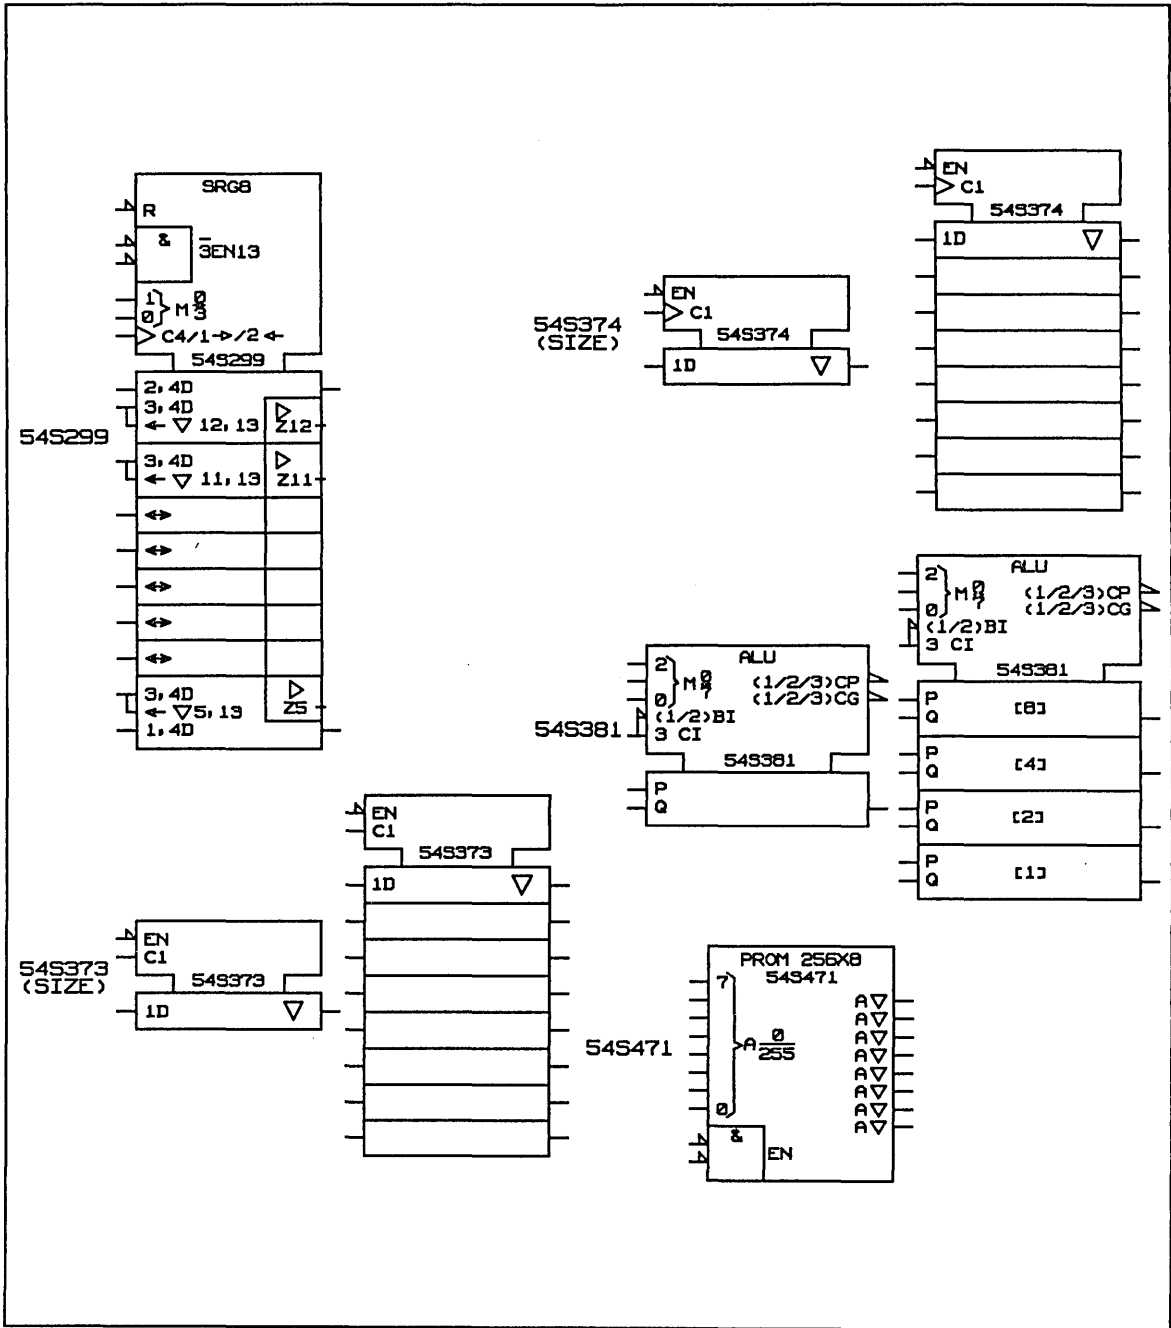 SRG8
R
&
3EN13
1
0
M 0/3
C4/1→/2←
54S299
2,4D
3,4D
← ▽ 12,13
▷
Z12
3,4D
← ▽ 11,13
▷
Z11
↔
↔
↔
↔
↔
3,4D
← ▽5,13
▷
Z5
1,4D
54S299
EN
C1
54S374
1D ▽
54S374
(SIZE)
EN
C1
54S374
1D ▽
ALU
2
0
M 0/7
(1/2/3)CP
(1/2/3)CG
(1/2)BI
3 CI
54S381
P
Q
[8]
P
Q
[4]
P
Q
[2]
P
Q
[1]
54S381
ALU
2
0
M 0/7
(1/2/3)CP
(1/2/3)CG
(1/2)BI
3 CI
54S381
P
Q
EN
C1
54S373
1D ▽
54S373
(SIZE)
EN
C1
54S373
1D ▽
54S471
PROM 256X8
54S471
7
0
A 0/255
A▽
A▽
A▽
A▽
A▽
A▽
A▽
A▽
&
EN